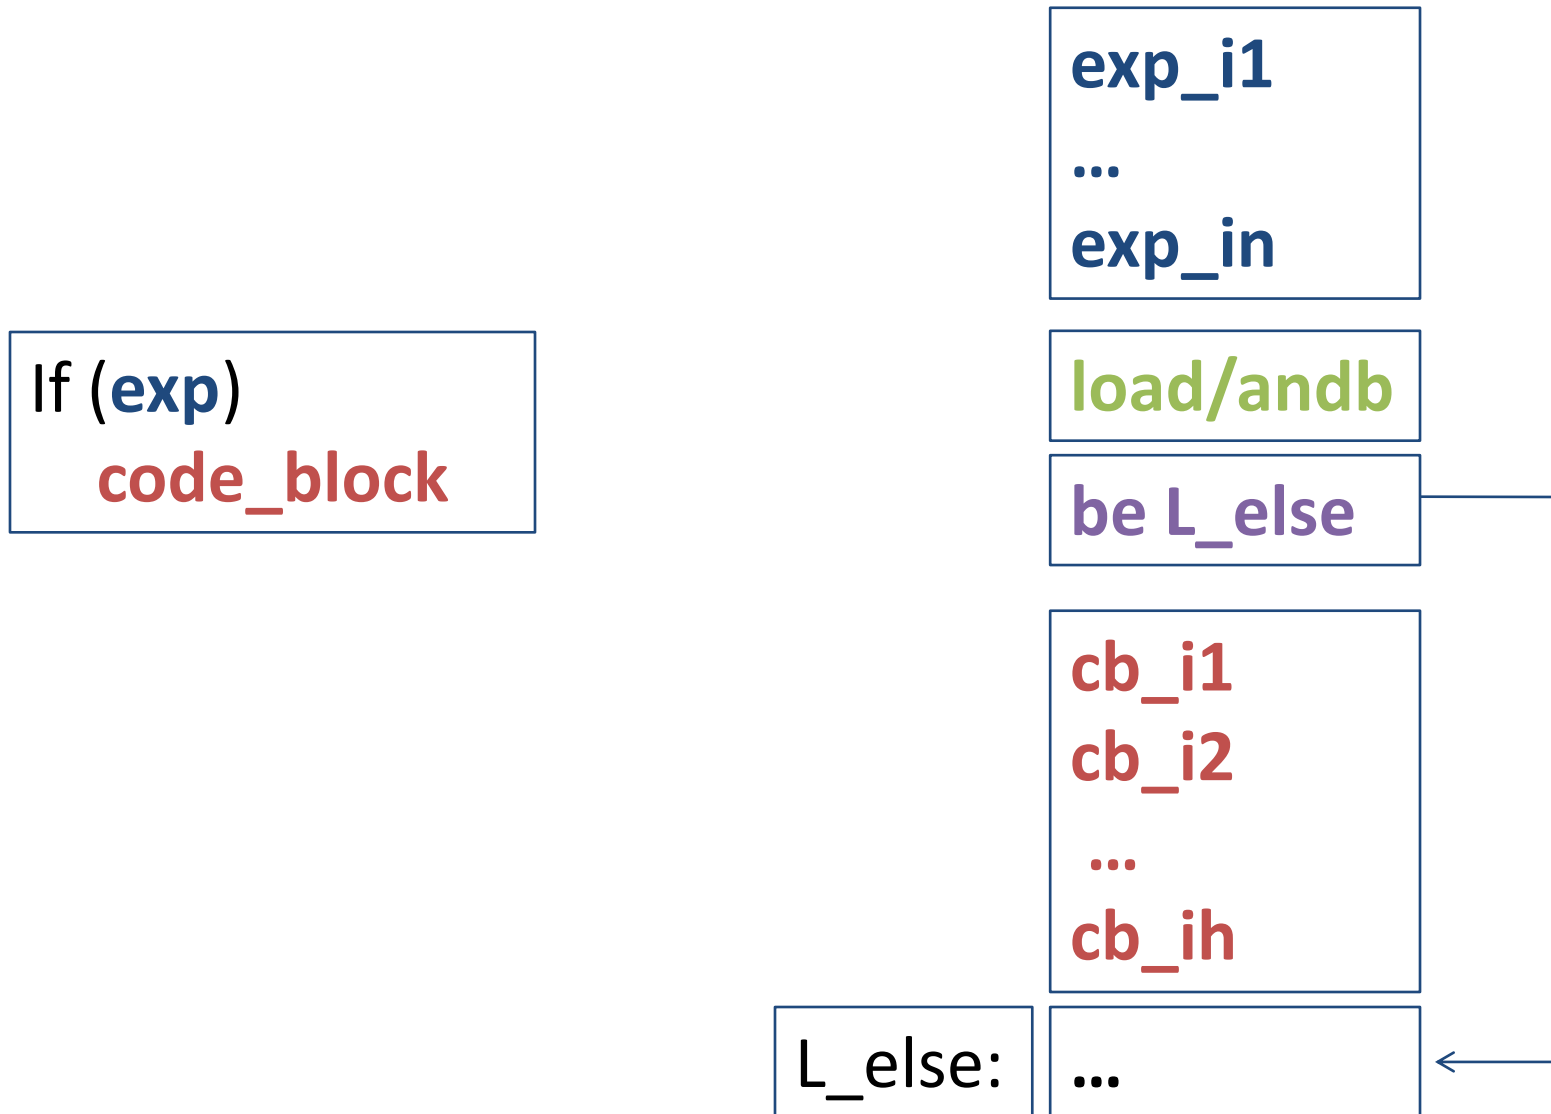 If (exp)
code_block
exp_i1
...
exp_in
load/andb
be L_else
cb_i1
cb_i2
...
cb_ih
L_else: ...